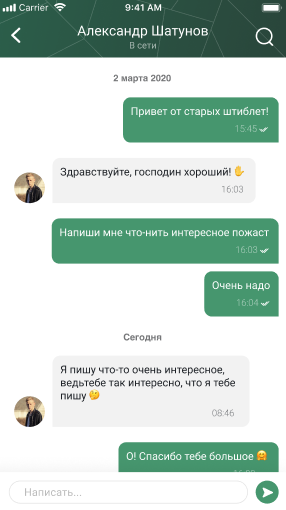 Carrier 9:41 AM
Александр Шатунов
В сети
2 марта 2020
Привет от старых штиблет!
15:45
Здравствуйте, господин хороший! ✋
16:03
Напиши мне что-нить интересное пожаст
16:03
Очень надо
16:04
Сегодня
Я пишу что-то очень интересное,
ведьтебе так интересно, что я тебе
пишу 🤔
08:46
О! Спасибо тебе большое 🤗
Написать...